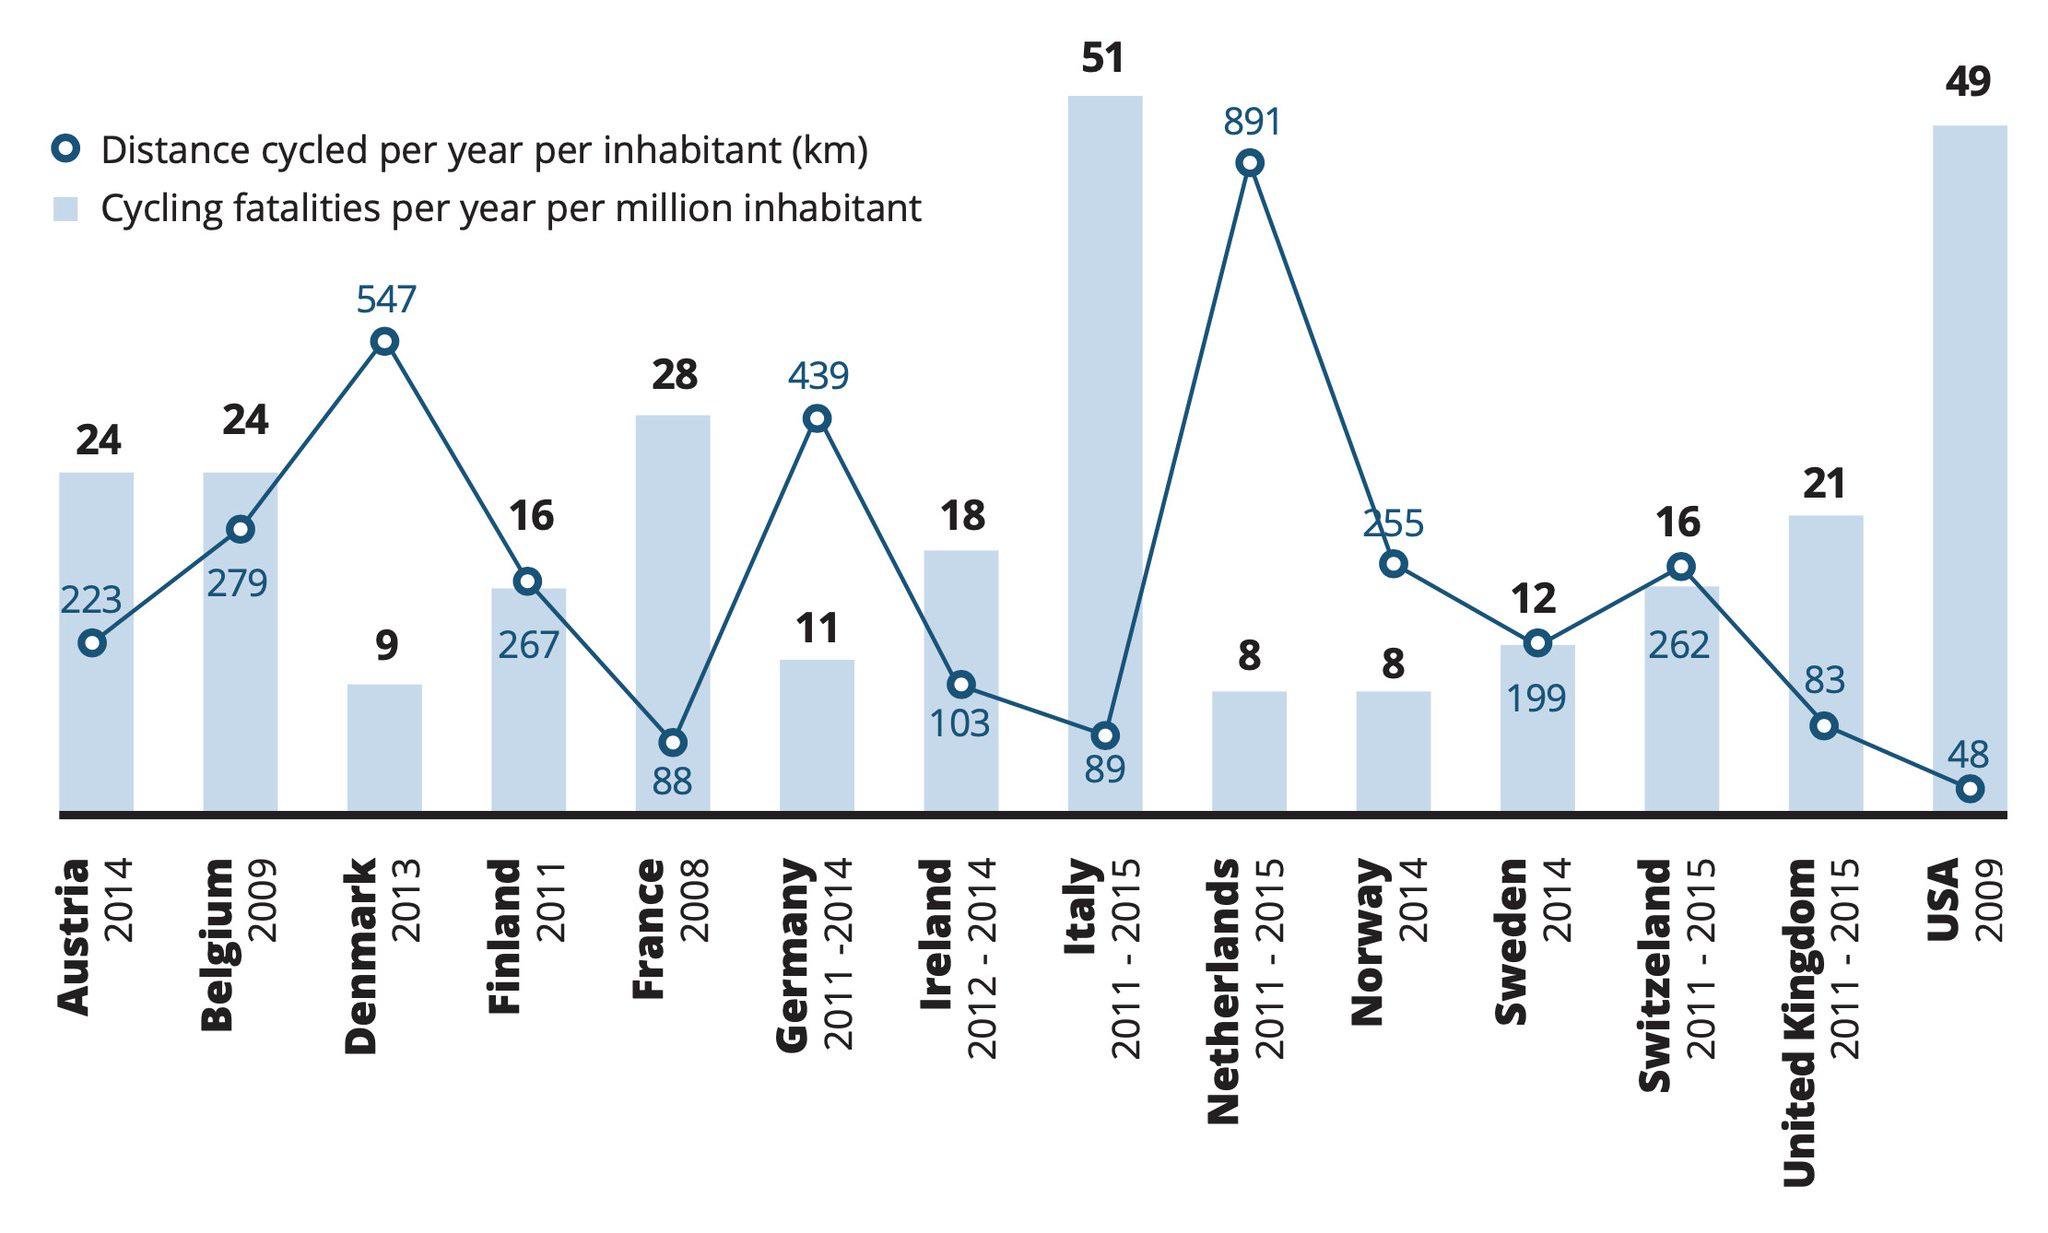 Distance cycled per year per inhabitant (km)
Cycling fatalities per year per million inhabitant
24
24
9
16
28
11
18
51
8
8
12
16
21
49
223
279
547
267
88
439
103
89
891
255
199
262
83
48
Austria
2014
Belgium
2009
Denmark
2013
Finland
2011
France
2008
Germany
2011 -2014
Ireland
2012 - 2014
Italy
2011 - 2015
Netherlands
2011 - 2015
Norway
2014
Sweden
2014
Switzeland
2011 - 2015
United Kingdom
2011 - 2015
USA
2009